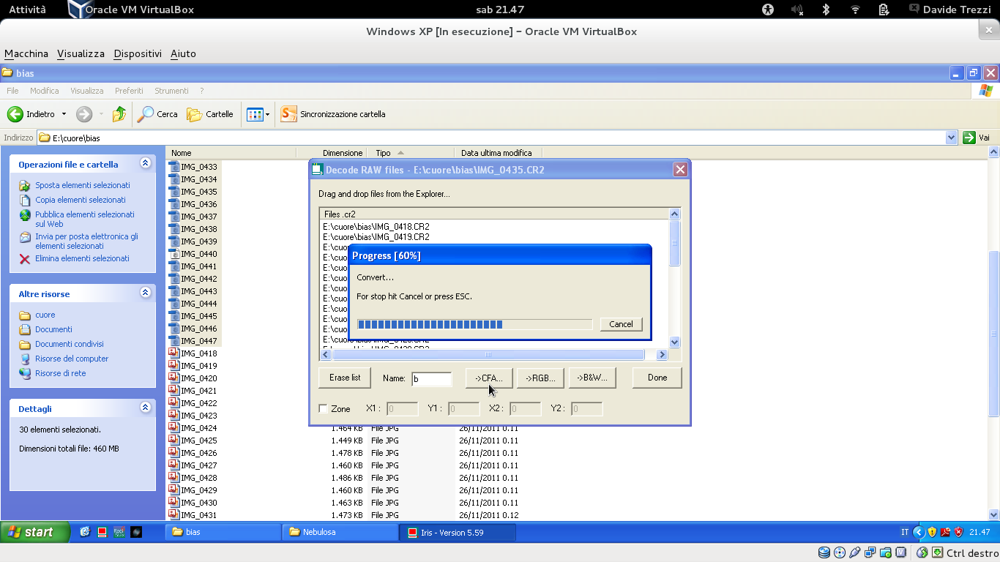 Attività Oracle VM VirtualBox sab 21.47 Davide Trezzi
Windows XP [In esecuzione] – Oracle VM VirtualBox
Macchina Visualizza Dispositivi Aiuto
bias
File Modifica Visualizza Preferiti Strumenti ?
Indietro Cerca Cartelle Sincronizzazione cartella
Indirizzo E:\cuore\bias Vai
Operazioni file e cartella
Sposta elementi selezionati
Copia elementi selezionati
Pubblica elementi selezionati
sul Web
Invia per posta elettronica gli
elementi selezionati
Elimina elementi selezionati
Altre risorse
cuore
Documenti
Documenti condivisi
Risorse del computer
Risorse di rete
Dettagli
30 elementi selezionati.
Dimensioni totali file: 460 MB
Nome Dimensione Tipo Data ultima modifica
IMG_0433
IMG_0434
IMG_0435
IMG_0436
IMG_0437
IMG_0438
IMG_0439
IMG_0440
IMG_0441
IMG_0442
IMG_0443
IMG_0444
IMG_0445
IMG_0446
IMG_0447
IMG_0418
IMG_0419
IMG_0420
IMG_0421
IMG_0422
IMG_0423
IMG_0424 1.464 KB File JPG 26/11/2011 0.11
IMG_0425 1.449 KB File JPG 26/11/2011 0.11
IMG_0426 1.478 KB File JPG 26/11/2011 0.11
IMG_0427 1.460 KB File JPG 26/11/2011 0.11
IMG_0428 1.486 KB File JPG 26/11/2011 0.11
IMG_0429 1.460 KB File JPG 26/11/2011 0.11
IMG_0430 1.463 KB File JPG 26/11/2011 0.11
IMG_0431 1.473 KB File JPG 26/11/2011 0.12
Decode RAW files - E:\cuore\bias\IMG_0435.CR2
Drag and drop files from the Explorer...
Files .cr2
E:\cuore\bias\IMG_0418.CR2
E:\cuore\bias\IMG_0419.CR2
E:\cuo
E:\cuo
E:\cuo
E:\cuo
E:\cuo
E:\cuo
E:\cuo
E:\cuo
E:\cuo
Progress [60%]
Convert...
For stop hit Cancel or press ESC.
Cancel
Erase list Name: b ->CFA... ->RGB... ->B&W... Done
Zone X1 : 0 Y1 : 0 X2 : 0 Y2 : 0
start bias Nebulosa Iris - Version 5.59 IT 21.47
Ctrl destro